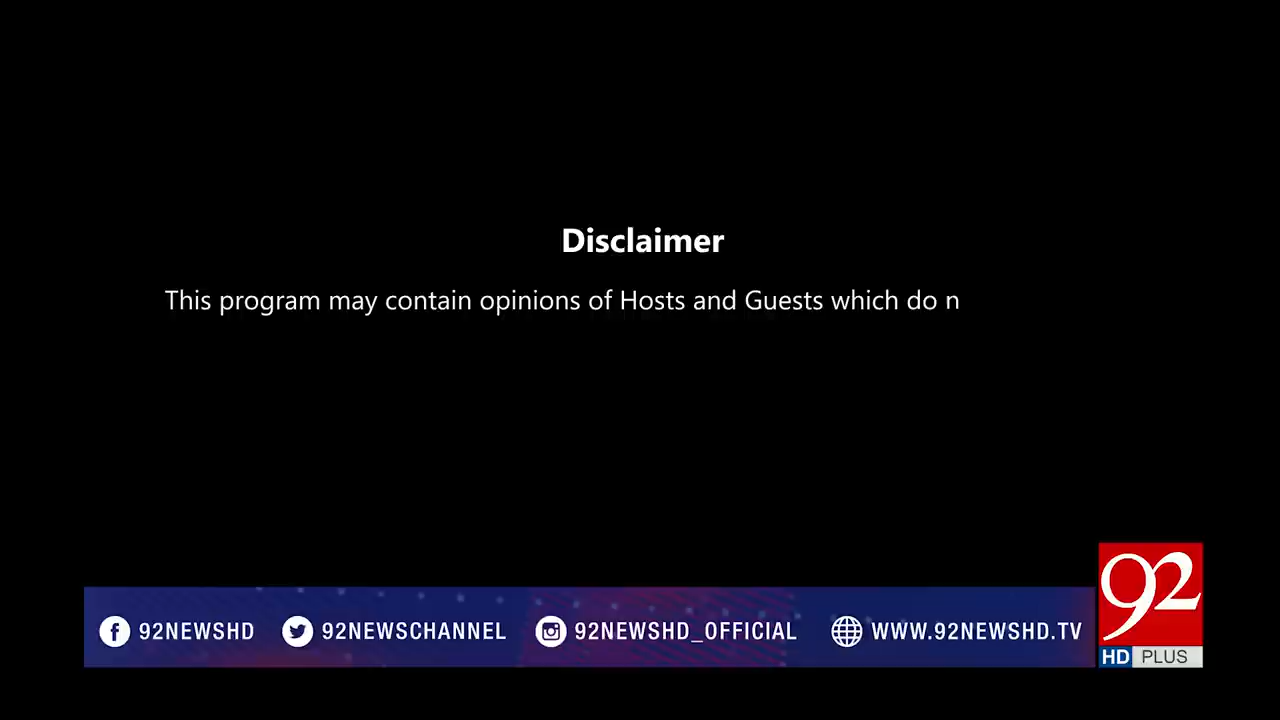 Disclaimer
This program may contain opinions of Hosts and Guests which do n
92NEWSHD 92NEWSCHANNEL 92NEWSHD_OFFICIAL WWW.92NEWSHD.TV
92
HD PLUS